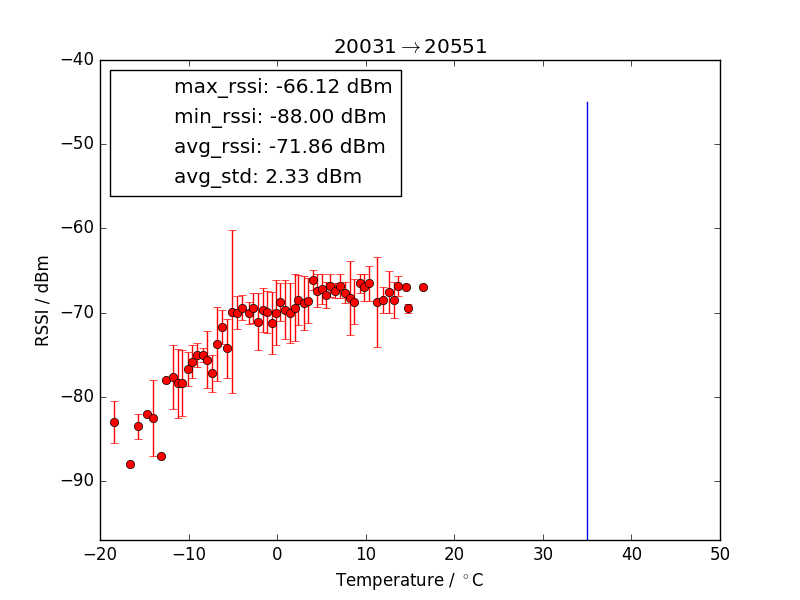 20031→20551
max_rssi: -66.12 dBm
min_rssi: -88.00 dBm
avg_rssi: -71.86 dBm
avg_std: 2.33 dBm
RSSI / dBm
−40
−50
−60
−70
−80
−90
−20 −10 0 10 20 30 40 50
Temperature / °C